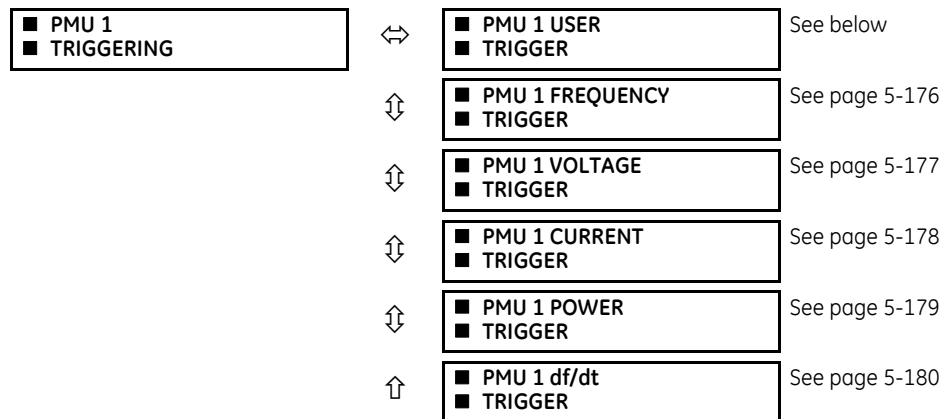 ■ PMU 1
■ TRIGGERING
⬄
■ PMU 1 USER
■ TRIGGER
See below
⇳
■ PMU 1 FREQUENCY
■ TRIGGER
See page 5-176
⇳
■ PMU 1 VOLTAGE
■ TRIGGER
See page 5-177
⇳
■ PMU 1 CURRENT
■ TRIGGER
See page 5-178
⇳
■ PMU 1 POWER
■ TRIGGER
See page 5-179
⇧
■ PMU 1 df/dt
■ TRIGGER
See page 5-180